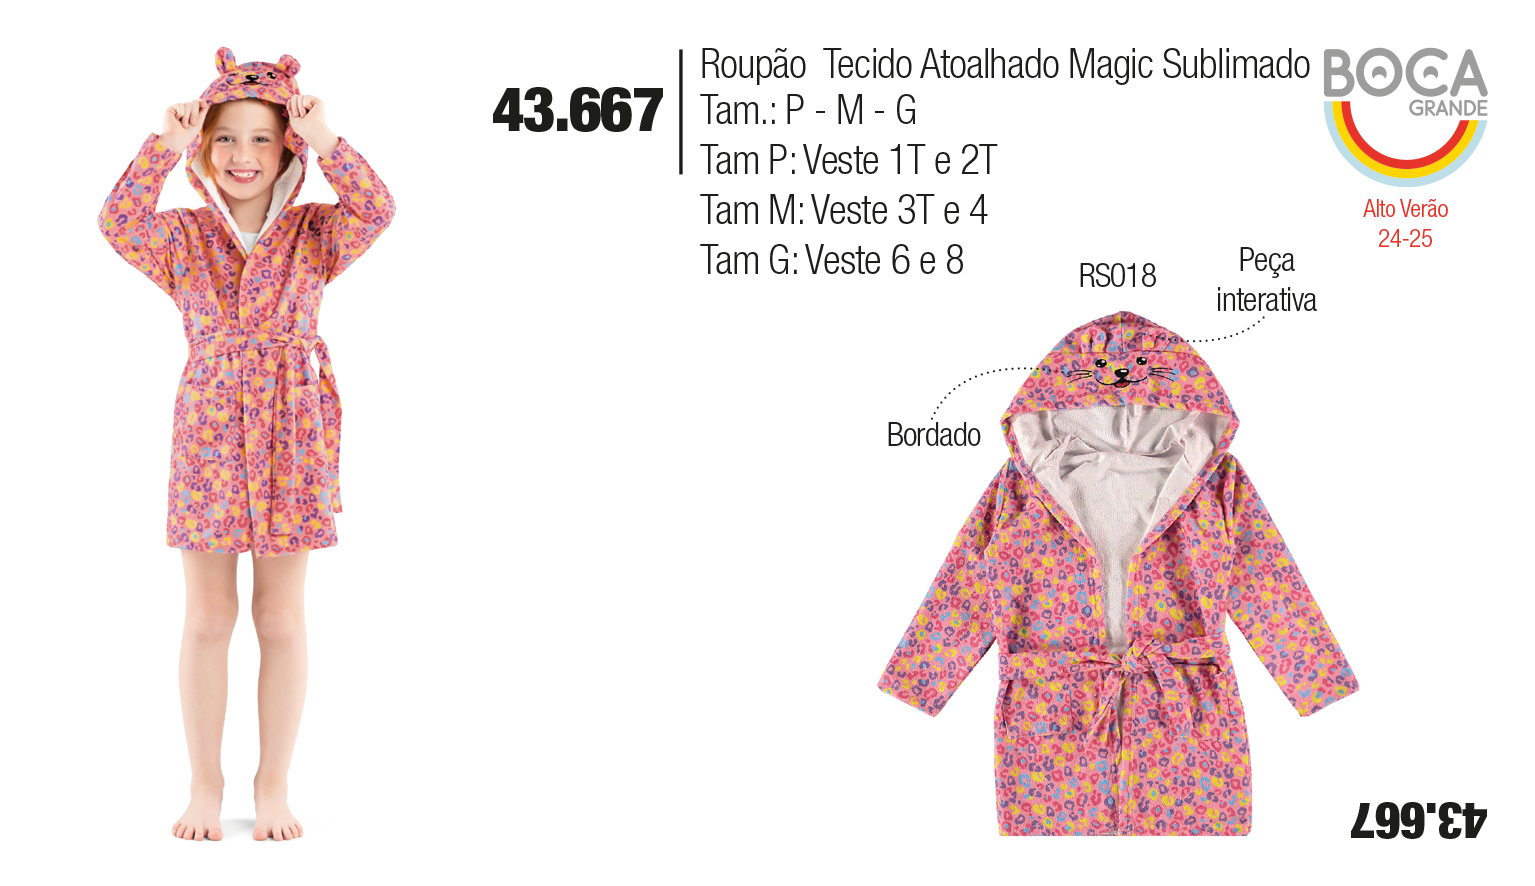 43.667
Roupão Tecido Atoalhado Magic Sublimado
Tam.: P - M - G
Tam P: Veste 1T e 2T
Tam M: Veste 3T e 4
Tam G: Veste 6 e 8
BOCA
GRANDE
Alto Verão
24-25
RS018
Peça
interativa
Bordado
43.667